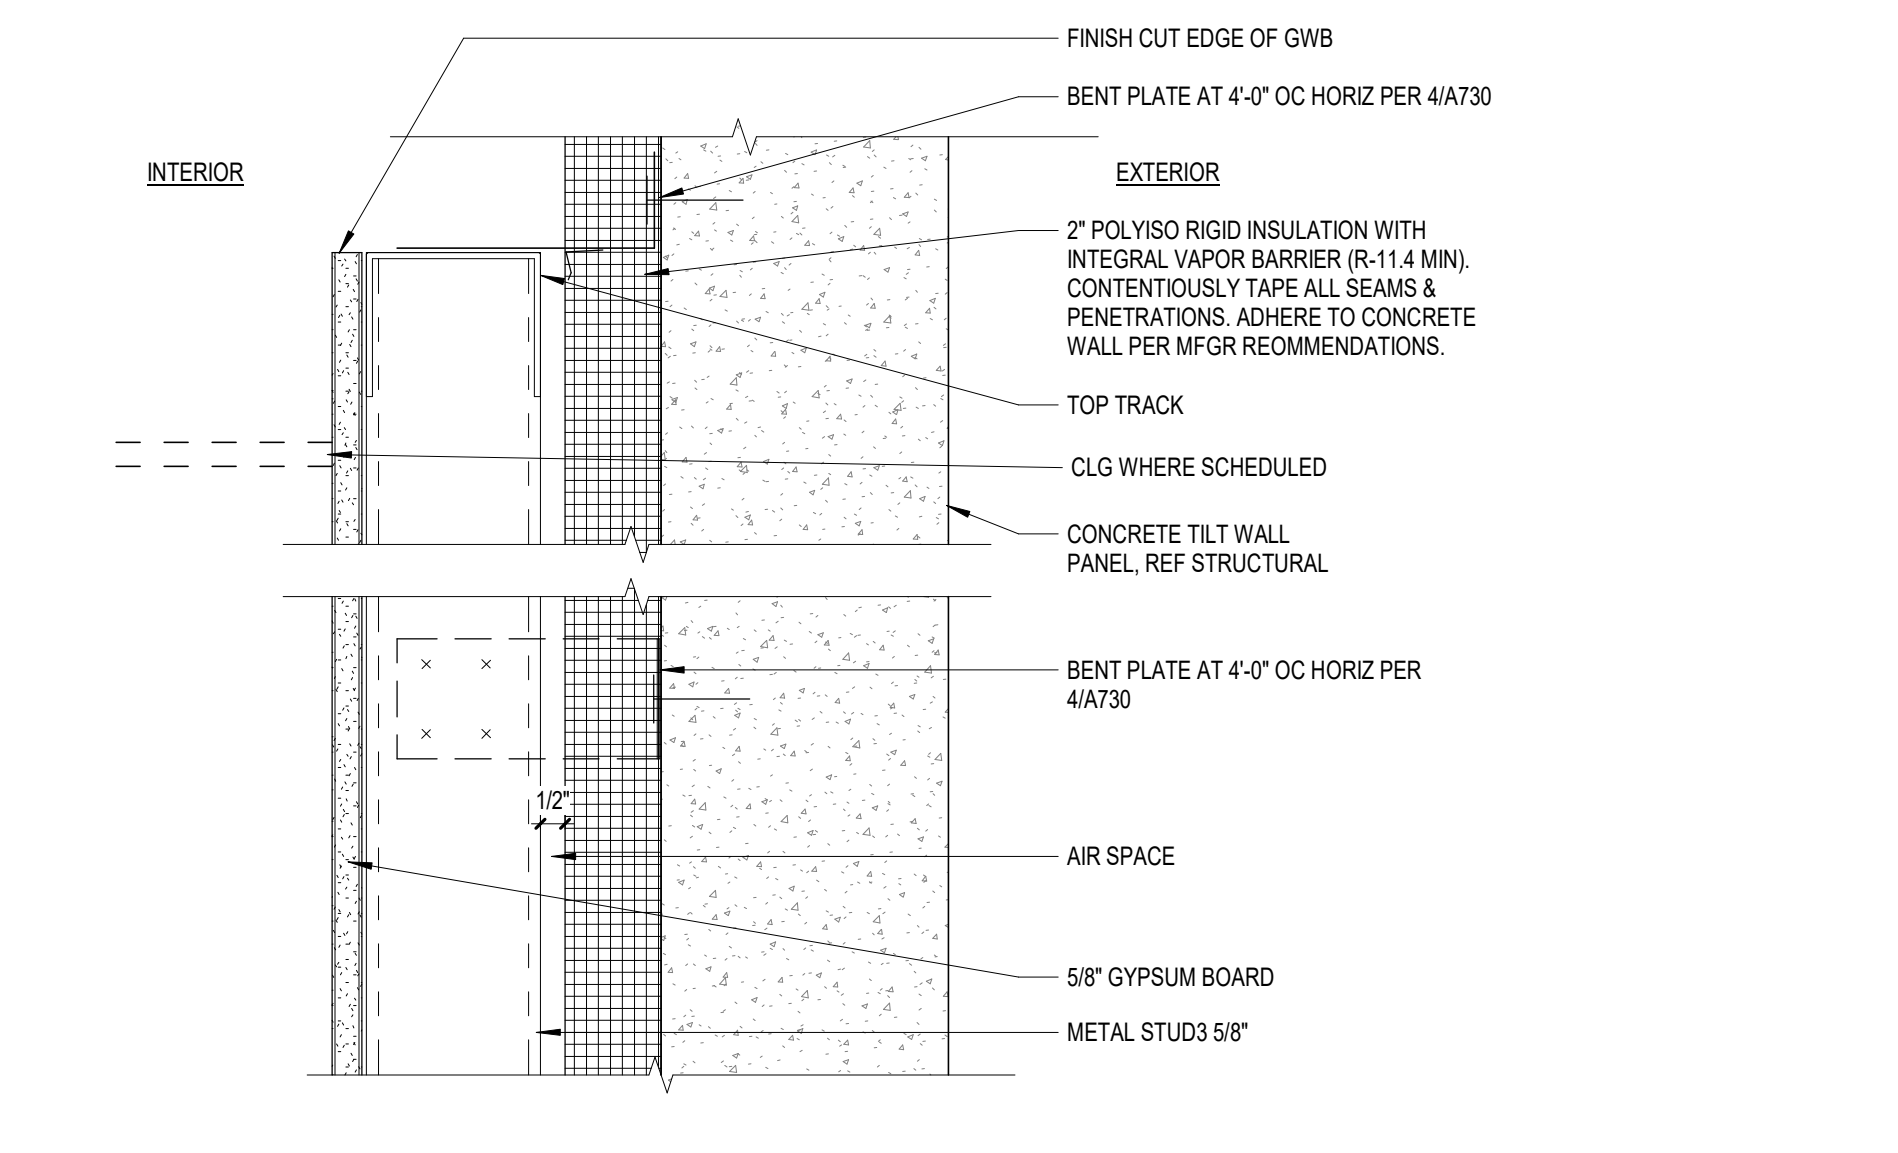 FINISH CUT EDGE OF GWB
BENT PLATE AT 4'-0" OC HORIZ PER 4/A730
INTERIOR
EXTERIOR
2" POLYISO RIGID INSULATION WITH
INTEGRAL VAPOR BARRIER (R-11.4 MIN).
CONTENTIOUSLY TAPE ALL SEAMS &
PENETRATIONS. ADHERE TO CONCRETE
WALL PER MFGR REOMMENDATIONS.
TOP TRACK
CLG WHERE SCHEDULED
CONCRETE TILT WALL
PANEL, REF STRUCTURAL
BENT PLATE AT 4'-0" OC HORIZ PER
4/A730
1/2"
AIR SPACE
5/8" GYPSUM BOARD
METAL STUD3 5/8"